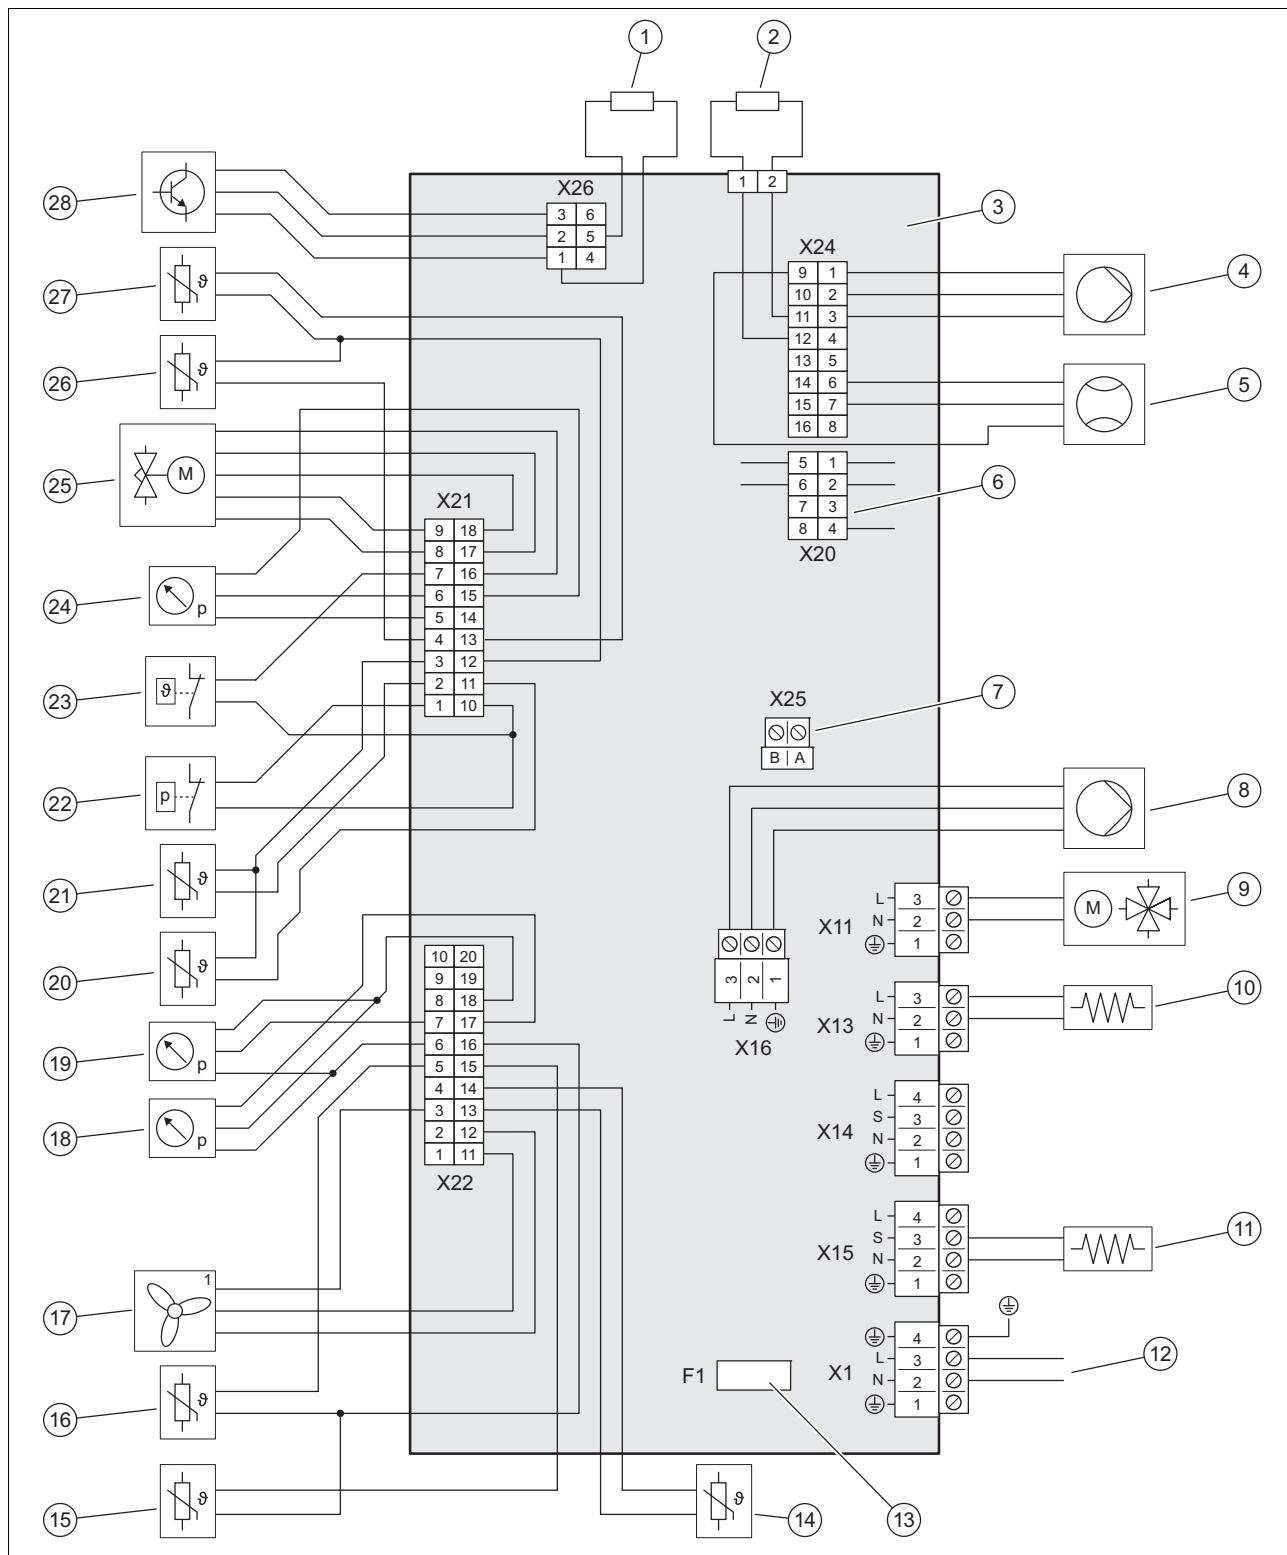 1
2
28
27
26
25
24
23
22
21
20
19
18
17
16
15
3
4
5
6
7
8
9
10
11
12
13
14
X26
3 6
2 5
1 4
1 2
X24
9 1
10 2
11 3
12 4
13 5
14 6
15 7
16 8
5 1
6 2
7 3
8 4
X20
ϑ
ϑ
M
X21
9 18
8 17
7 16
6 15
5 14
4 13
3 12
2 11
1 10
p
ϑ
p
ϑ
ϑ
p
p
10 20
9 19
8 18
7 17
6 16
5 15
4 14
3 13
2 12
1 11
X22
1
ϑ
ϑ
ϑ
X25
B A
3 2 1
L N
X16
X11
L 3
N 2
1
M
X13
L 3
N 2
1
X14
L 4
S 3
N 2
1
X15
L 4
S 3
N 2
1
X1
4
L 3
N 2
1
F1